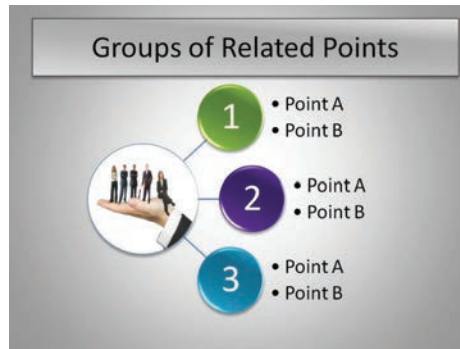 Groups of Related Points
1
• Point A
• Point B
2
• Point A
• Point B
3
• Point A
• Point B